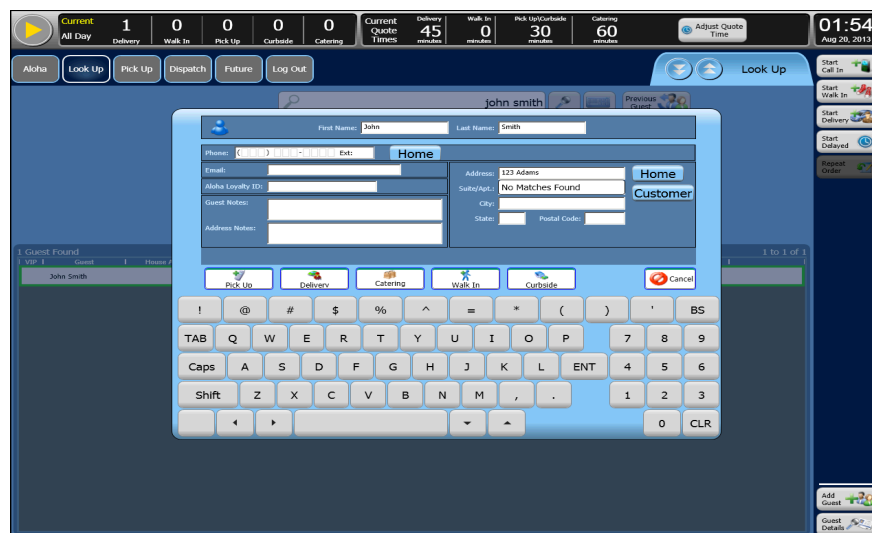 Current All Day
1 Delivery
0 Walk In
0 Pick Up
0 Curbside
0 Catering
Current Quote Times
Delivery 45 minutes
Walk In 0 minutes
Pick Up\Curbside 30 minutes
Catering 60 minutes
Adjust Quote Time
01:54
Aug 20, 2013
Aloha
Look Up
Pick Up
Dispatch
Future
Log Out
Look Up
Start Call In
Start Walk In
Start Delivery
Start Delayed
Repeat Order
john smith
Previous Guest
First Name: John
Last Name: Smith
Phone: ( ) - Ext:
Home
Email:
Aloha Loyalty ID:
Guest Notes:
Address Notes:
Address: 123 Adams
Home
Suite/Apt.: No Matches Found
Customer
City:
State:
Postal Code:
1 Guest Found
1 to 1 of 1
VIP Guest House
John Smith
Pick Up
Delivery
Catering
Walk In
Curbside
Cancel
! @ # $ % ^ = * ( ) ' BS
TAB Q W E R T Y U I O P 7 8 9
Caps A S D F G H J K L ENT 4 5 6
Shift Z X C V B N M , . 1 2 3
0 CLR
Add Guest
Guest Details